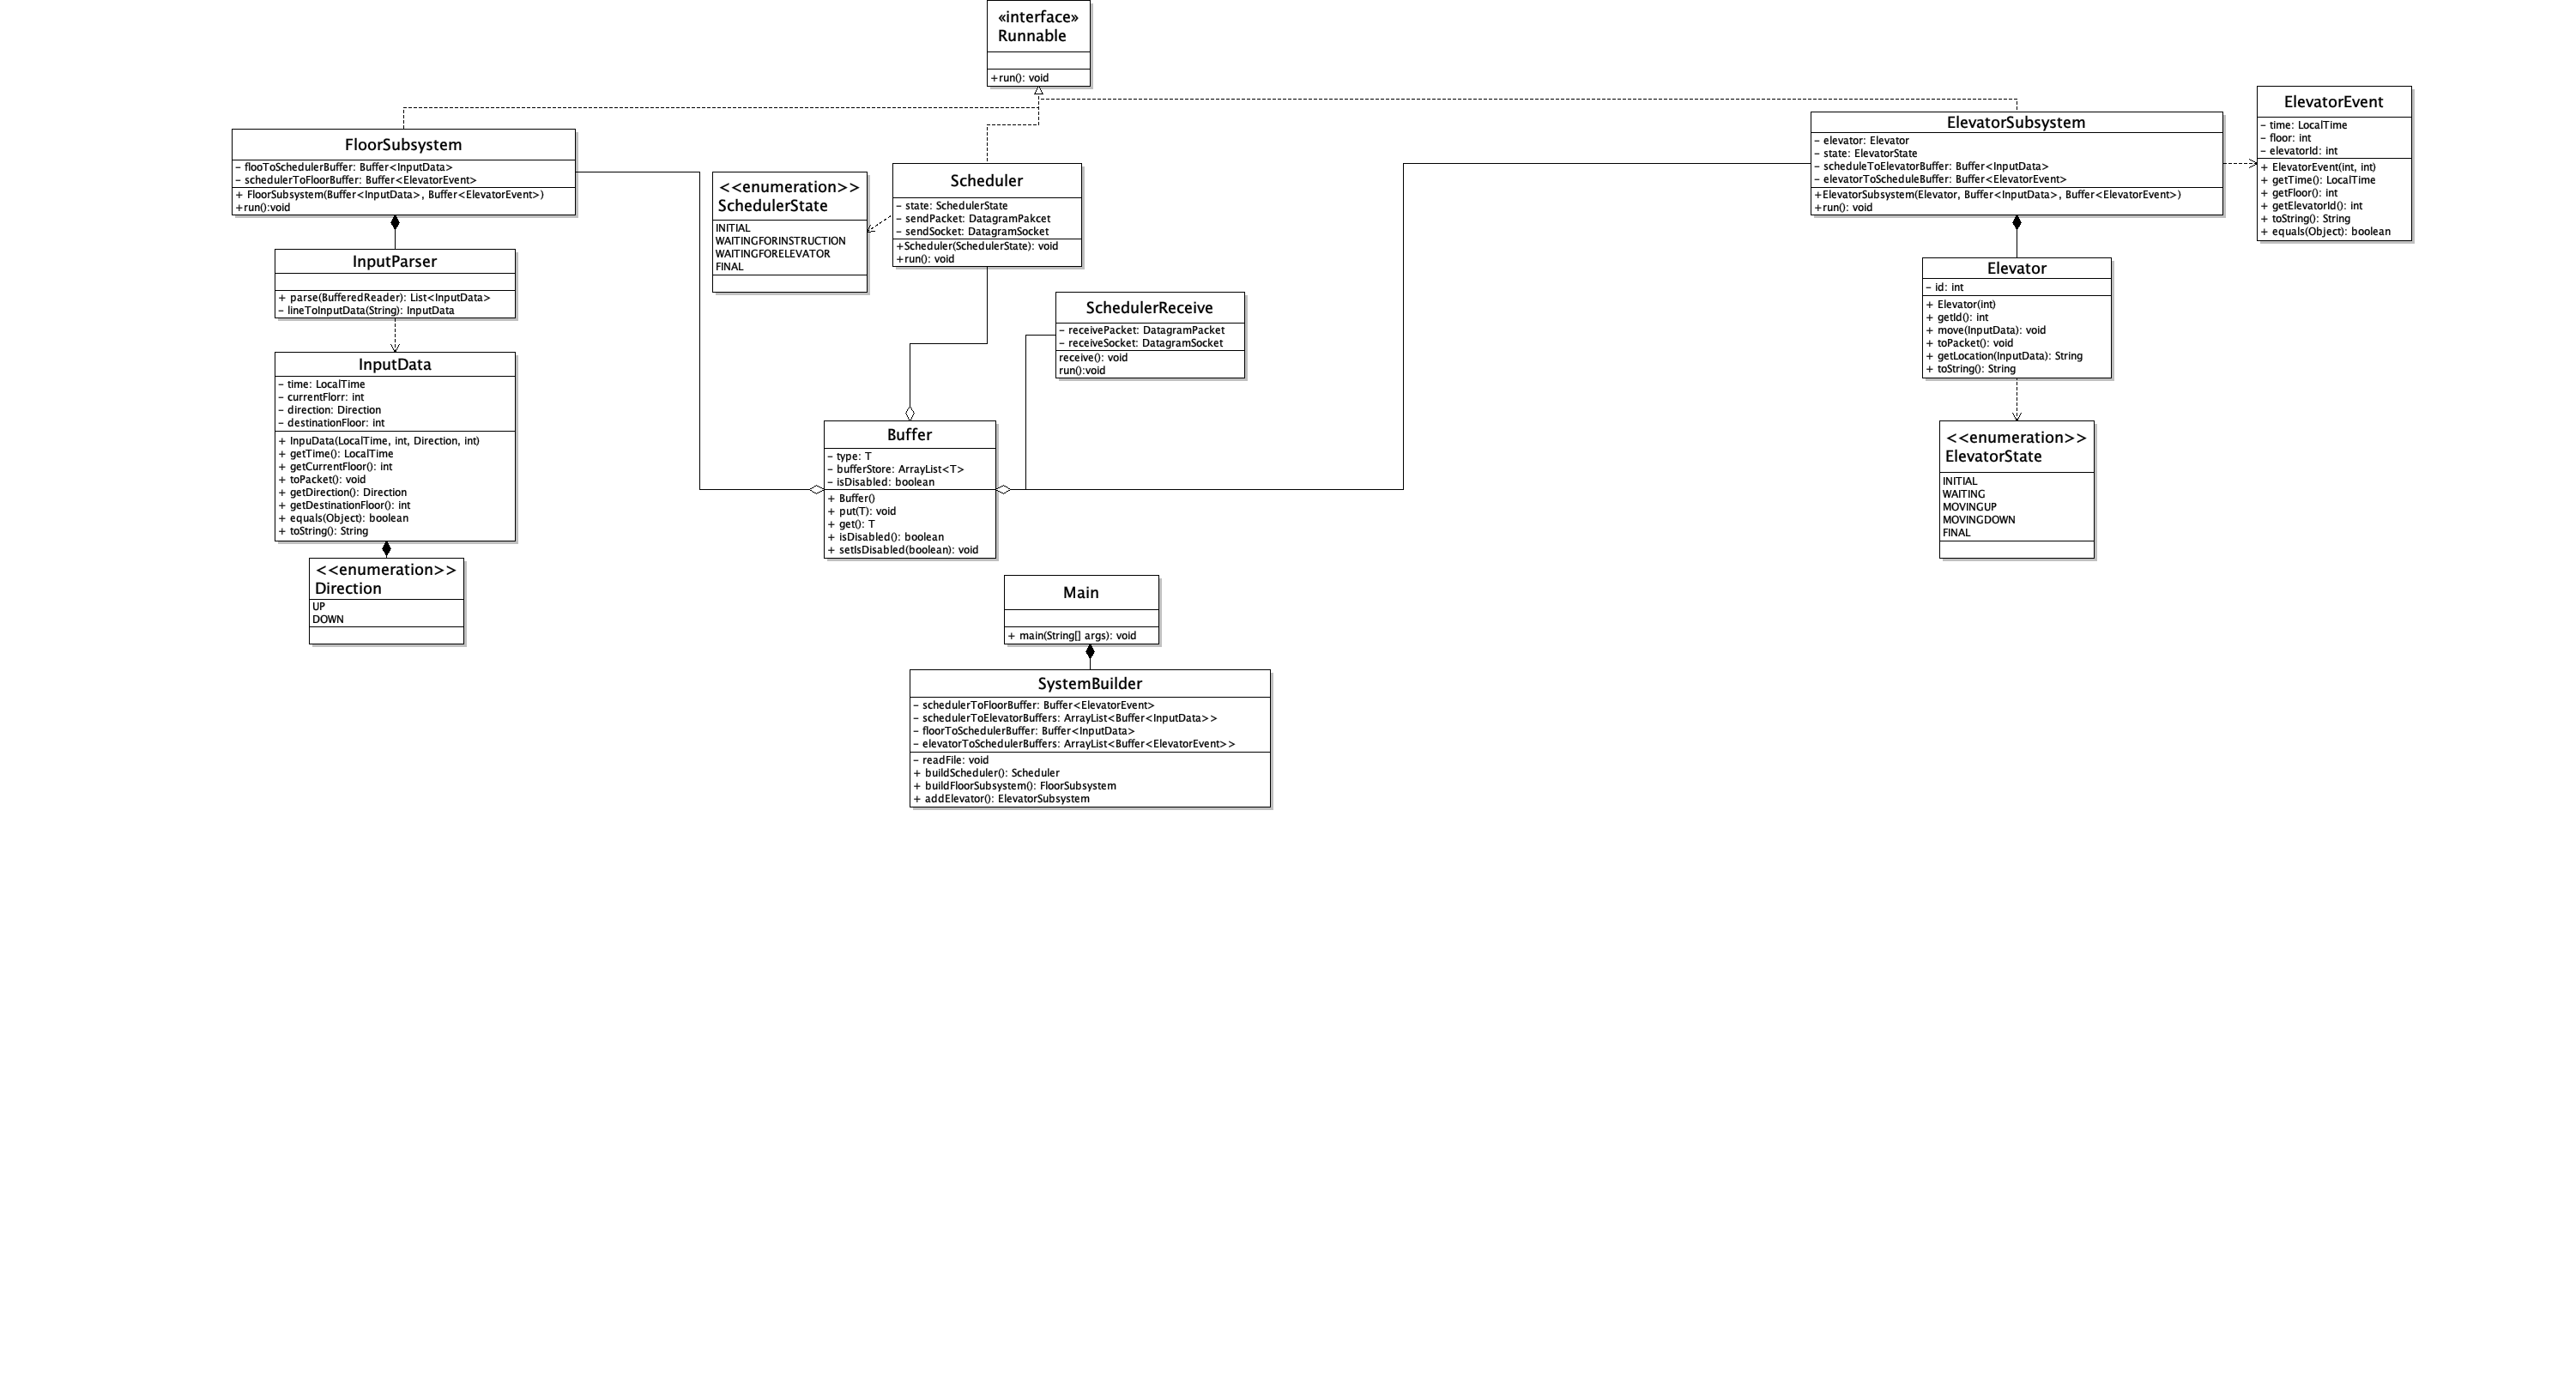 «interface»
Runnable
+run(): void
FloorSubsystem
- flooToSchedulerBuffer: Buffer<InputData>
- schedulerToFloorBuffer: Buffer<ElevatorEvent>
+ FloorSubsystem(Buffer<InputData>, Buffer<ElevatorEvent>)
+run():void
InputParser
+ parse(BufferedReader): List<InputData>
- lineToInputData(String): InputData
InputData
- time: LocalTime
- currentFlorr: int
- direction: Direction
- destinationFloor: int
+ InpuData(LocalTime, int, Direction, int)
+ getTime(): LocalTime
+ getCurrentFloor(): int
+ toPacket(): void
+ getDirection(): Direction
+ getDestinationFloor(): int
+ equals(Object): boolean
+ toString(): String
<<enumeration>>
Direction
UP
DOWN
<<enumeration>>
SchedulerState
INITIAL
WAITINGFORINSTRUCTION
WAITINGFORELEVATOR
FINAL
Scheduler
- state: SchedulerState
- sendPacket: DatagramPakcet
- sendSocket: DatagramSocket
+Scheduler(SchedulerState): void
+run(): void
SchedulerReceive
- receivePacket: DatagramPacket
- receiveSocket: DatagramSocket
receive(): void
run():void
Buffer
- type: T
- bufferStore: ArrayList<T>
- isDisabled: boolean
+ Buffer()
+ put(T): void
+ get(): T
+ isDisabled(): boolean
+ setIsDisabled(boolean): void
Main
+ main(String[] args): void
SystemBuilder
- schedulerToFloorBuffer: Buffer<ElevatorEvent>
- schedulerToElevatorBuffers: ArrayList<Buffer<InputData>>
- floorToSchedulerBuffer: Buffer<InputData>
- elevatorToSchedulerBuffers: ArrayList<Buffer<ElevatorEvent>>
- readFile: void
+ buildScheduler(): Scheduler
+ buildFloorSubsystem(): FloorSubsystem
+ addElevator(): ElevatorSubsystem
ElevatorSubsystem
- elevator: Elevator
- state: ElevatorState
- scheduleToElevatorBuffer: Buffer<InputData>
- elevatorToScheduleBuffer: Buffer<ElevatorEvent>
+ElevatorSubsystem(Elevator, Buffer<InputData>, Buffer<ElevatorEvent>)
+run(): void
ElevatorEvent
- time: LocalTime
- floor: int
- elevatorId: int
+ ElevatorEvent(int, int)
+ getTime(): LocalTime
+ getFloor(): int
+ getElevatorId(): int
+ toString(): String
+ equals(Object): boolean
Elevator
- id: int
+ Elevator(int)
+ getId(): int
+ move(InputData): void
+ toPacket(): void
+ getLocation(InputData): String
+ toString(): String
<<enumeration>>
ElevatorState
INITIAL
WAITING
MOVINGUP
MOVINGDOWN
FINAL